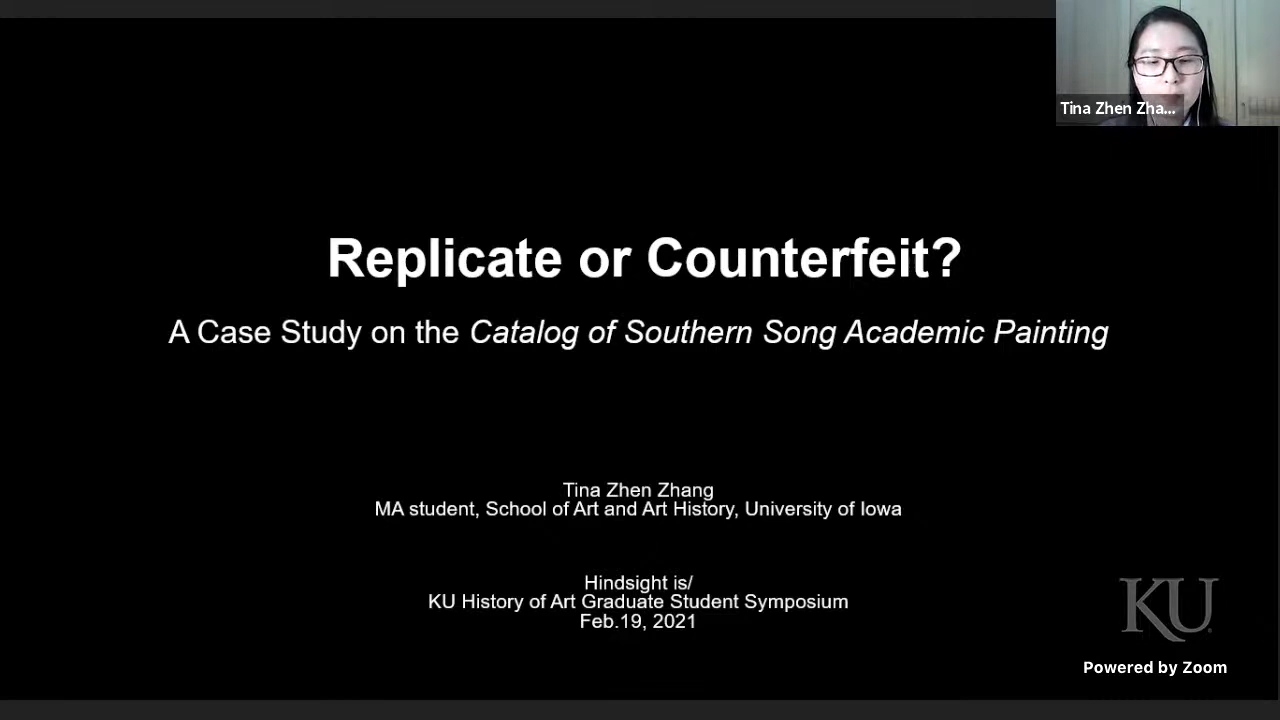 Tina Zhen Zha...
Replicate or Counterfeit?
A Case Study on the Catalog of Southern Song Academic Painting
Tina Zhen Zhang
MA student, School of Art and Art History, University of Iowa
Hindsight is/
KU History of Art Graduate Student Symposium
Feb.19, 2021
KU
Powered by Zoom